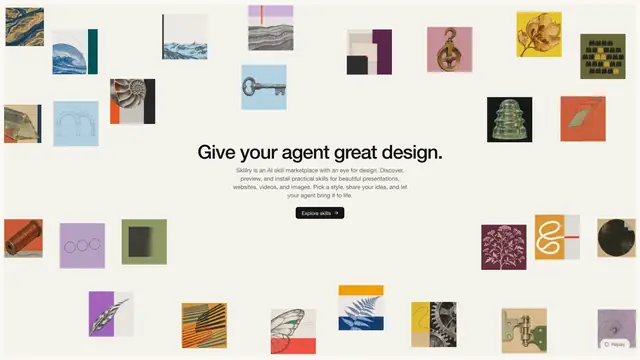 Give your agent great design.
Skillry is an AI skill marketplace with an eye for design. Discover,
preview, and install practical skills for beautiful presentations,
websites, videos, and images. Pick a style, share your idea, and let
your agent bring it to life.
Explore skills →
Replay